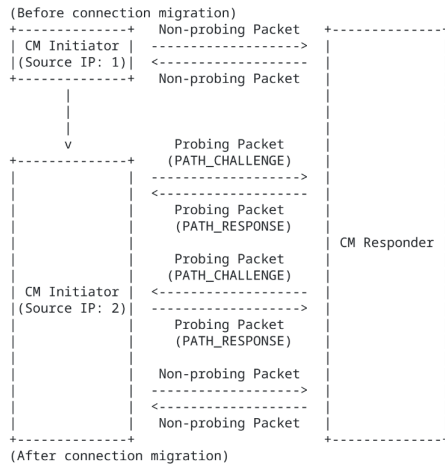 (Before connection migration)
Non-probing Packet
CM Initiator
(Source IP: 1)
Non-probing Packet
Probing Packet
(PATH_CHALLENGE)
Probing Packet
(PATH_RESPONSE)
CM Responder
Probing Packet
(PATH_CHALLENGE)
CM Initiator
(Source IP: 2)
Probing Packet
(PATH_RESPONSE)
Non-probing Packet
Non-probing Packet
(After connection migration)